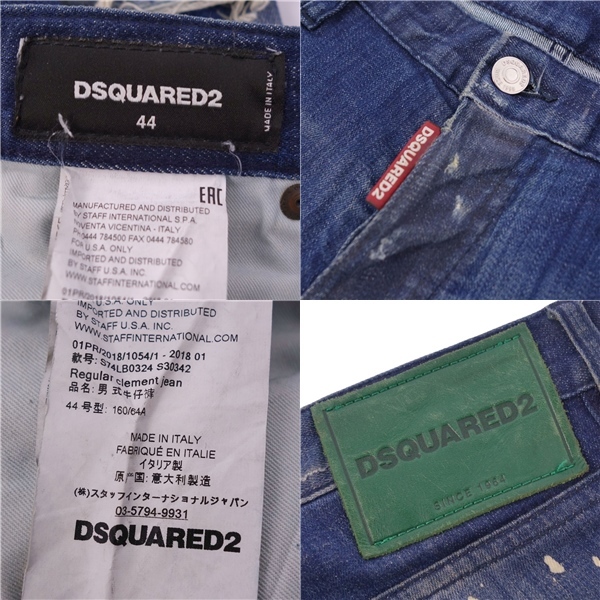 DSQUARED2
44
MADE IN ITALY
EAC
MANUFACTURED AND DISTRIBUTED
BY STAFF INTERNATIONAL S.P.A.
VENTA VICENTINA - ITALY
0444 784500 FAX 0444 784580
FOR U.S.A. ONLY
IMPORTED AND DISTRIBUTED
BY STAFF U.S.A. INC.
WWW.STAFFINTERNATIONAL.COM
DSQUARED2
U.S.A. ONLY
IMPORTED AND DISTRIBUTED
BY STAFF U.S.A. INC.
WWW.STAFFINTERNATIONAL.COM
01PR/2018/1054/1 - 2018 01
款号: S74LB0324 S30342
Regular clement jean
品名: 男 式牛仔裤
44 号型: 160/64A
MADE IN ITALY
FABRIQUÉ EN ITALIE
イタリア製
原产国: 意大利製造
(株)スタッフインターナショナルジャパン
03-5794-9931
DSQUARED2
DSQUARED2
SINCE 1964